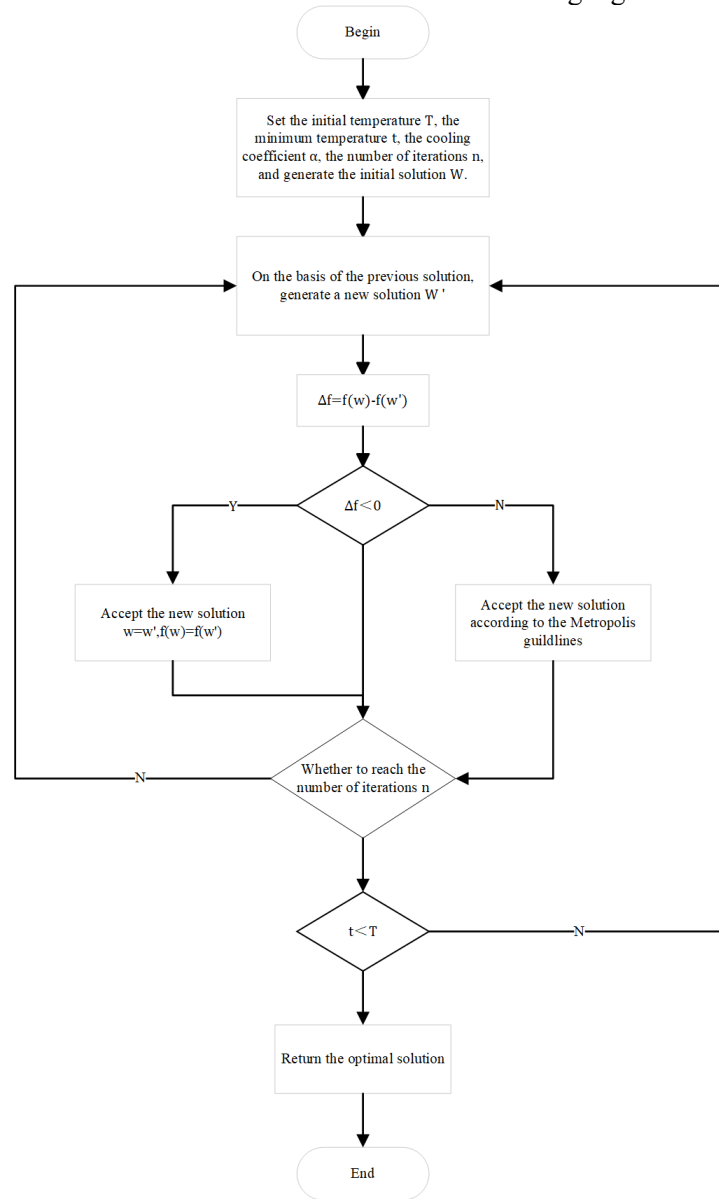 Begin
Set the initial temperature T, the
minimum temperature t, the cooling
coefficient α, the number of iterations n,
and generate the initial solution W.
On the basis of the previous solution,
generate a new solution W '
Δf=f(w)-f(w')
Δf<0
Y
N
Accept the new solution
w=w',f(w)=f(w')
Accept the new solution
according to the Metropolis
guildlines
Whether to reach the
number of iterations n
N
t<T
N
Return the optimal solution
End